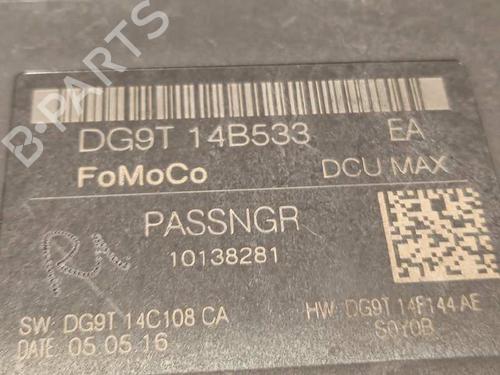 B-PARTS
DG9T 14B533 EA
FoMoCo DCU MAX
PASSNGR
10138281
SW: DG9T 14C108 CA HW: DG9T 14F144 AE
DATE 05 05 16 S0Y0B